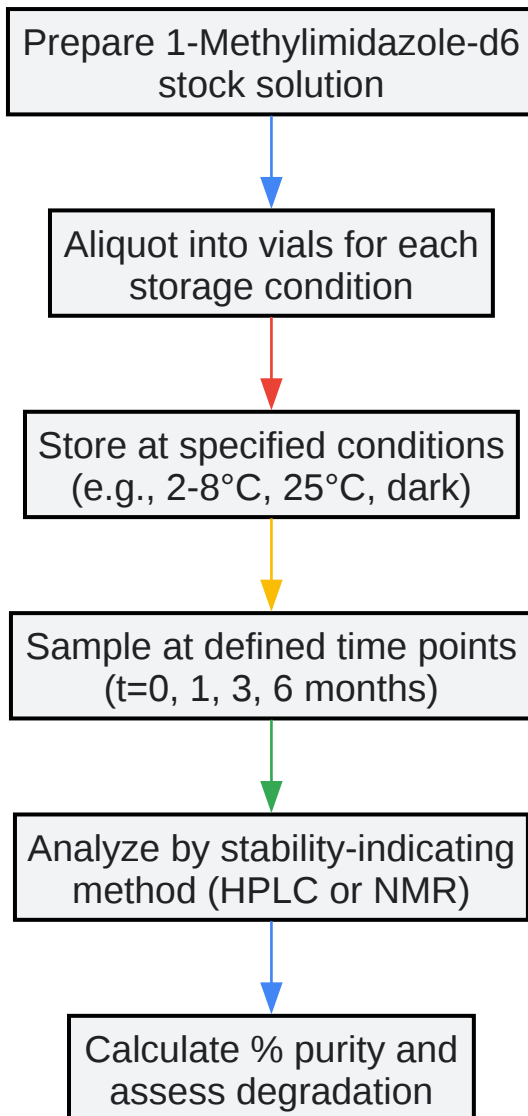 Prepare 1-Methylimidazole-d6
stock solution
Aliquot into vials for each
storage condition
Store at specified conditions
(e.g., 2-8°C, 25°C, dark)
Sample at defined time points
(t=0, 1, 3, 6 months)
Analyze by stability-indicating
method (HPLC or NMR)
Calculate % purity and
assess degradation